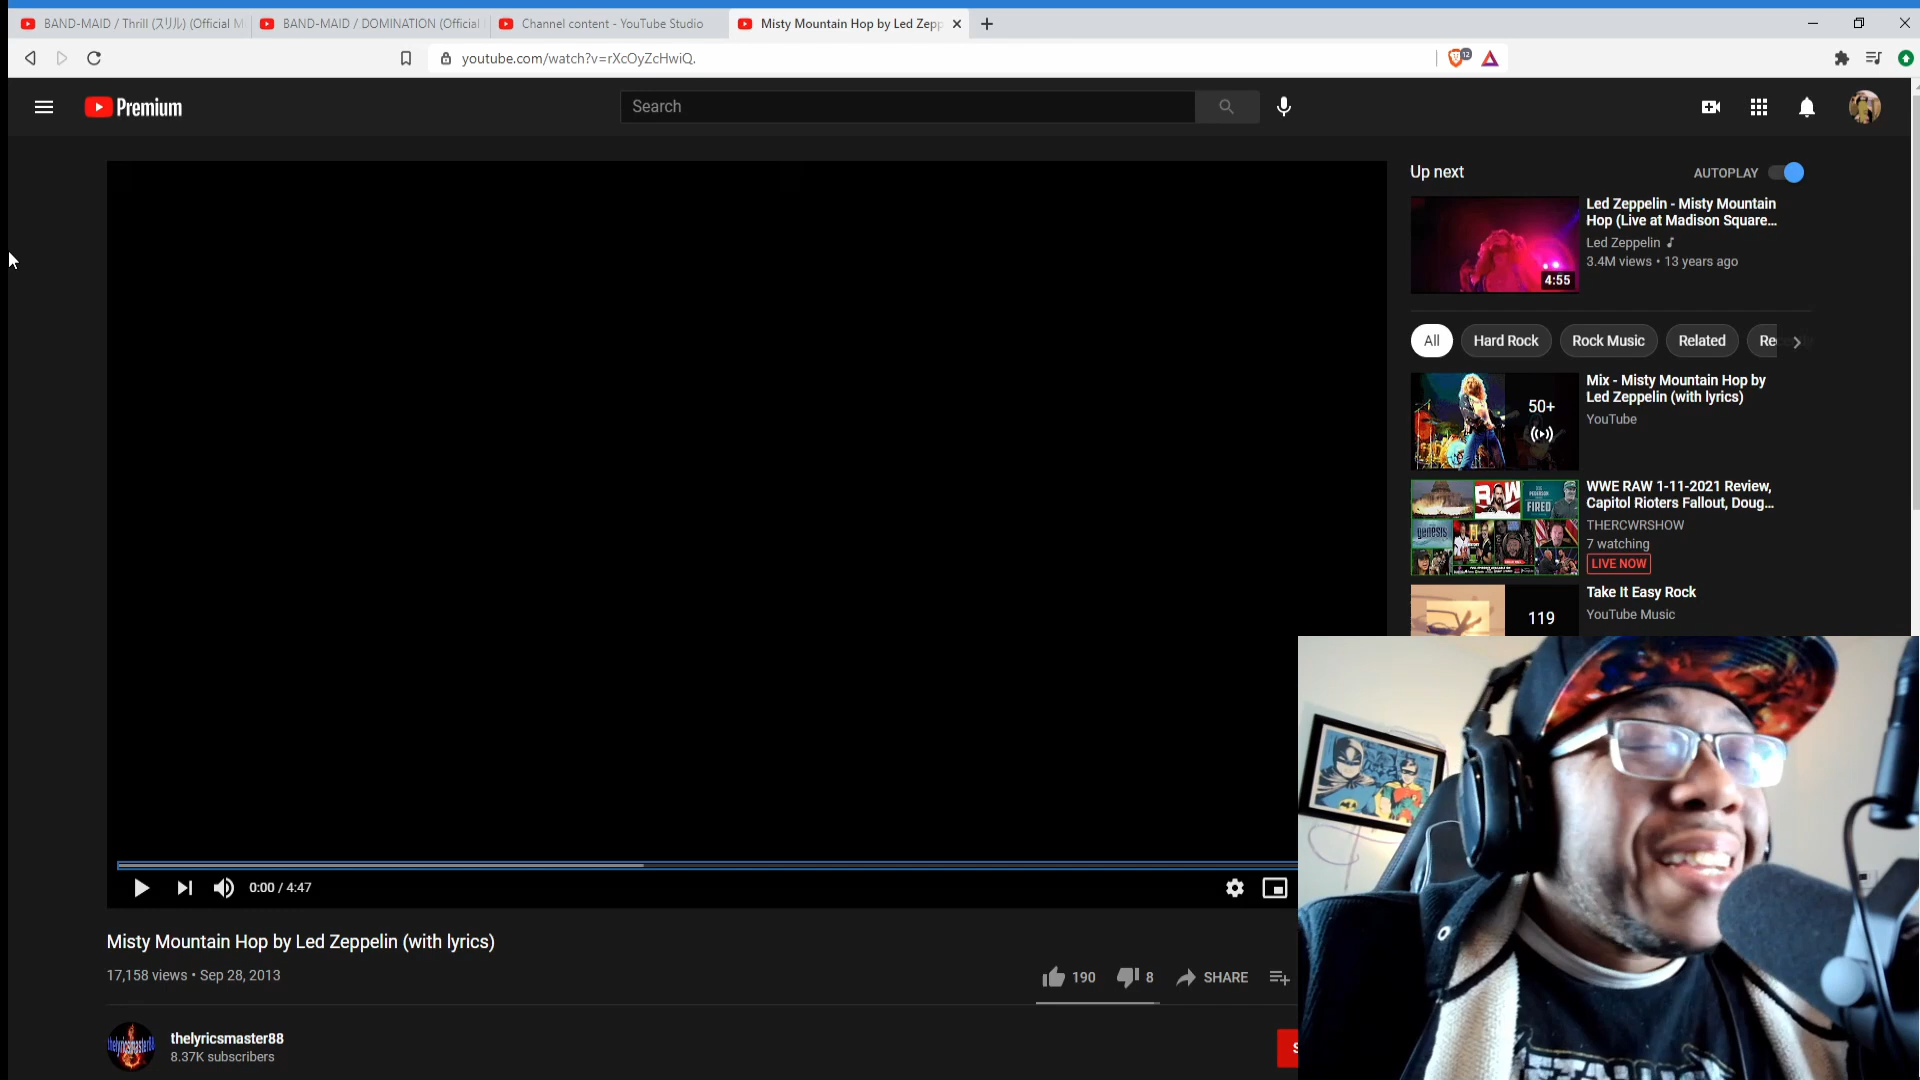 BAND-MAID / Thrill (スリル) (Official M
BAND-MAID / DOMINATION (Official
Channel content - YouTube Studio
Misty Mountain Hop by Led Zepp
youtube.com/watch?v=rXcOyZcHwiQ.
12
Premium
Search
Up next
AUTOPLAY
Led Zeppelin - Misty Mountain
Hop (Live at Madison Square...
Led Zeppelin
3.4M views • 13 years ago
4:55
All
Hard Rock
Rock Music
Related
Mix - Misty Mountain Hop by
Led Zeppelin (with lyrics)
YouTube
50+
WWE RAW 1-11-2021 Review,
Capitol Rioters Fallout, Doug...
THERCWRSHOW
7 watching
LIVE NOW
RAW
FIRED
genesis
Take It Easy Rock
YouTube Music
119
0:00 / 4:47
Misty Mountain Hop by Led Zeppelin (with lyrics)
17,158 views • Sep 28, 2013
190
8
SHARE
thelyricsmaster88
8.37K subscribers